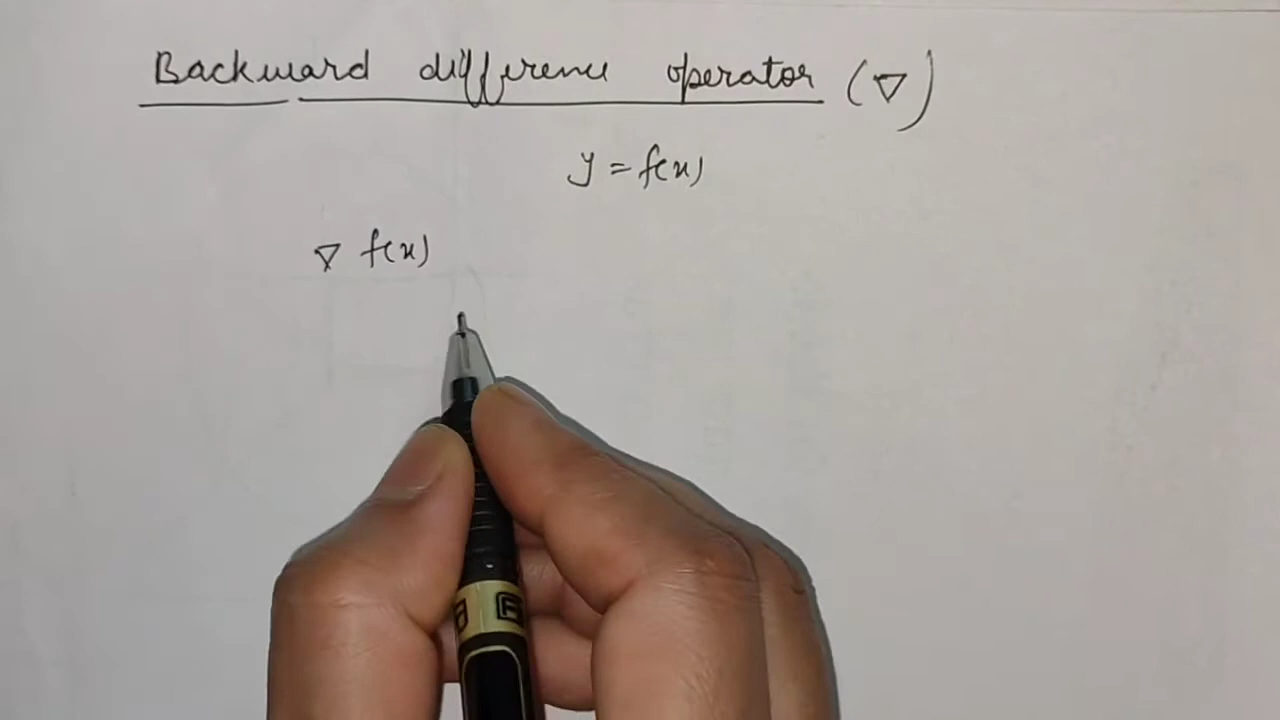 Backward difference operator (∇)
y = f(x)
∇ f(x)